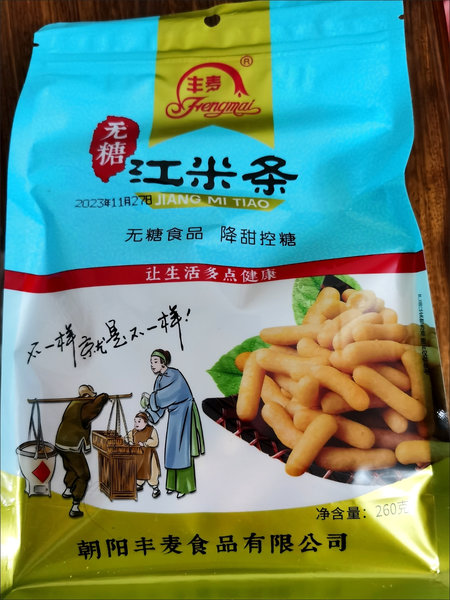 丰麦®
Fengmai
无糖
江米条
2023年11月27日
JIANG MI TIAO
无糖食品 降甜控糖
让生活多点健康
不一样就是不一样!
净含量:260克
朝阳丰麦食品有限公司